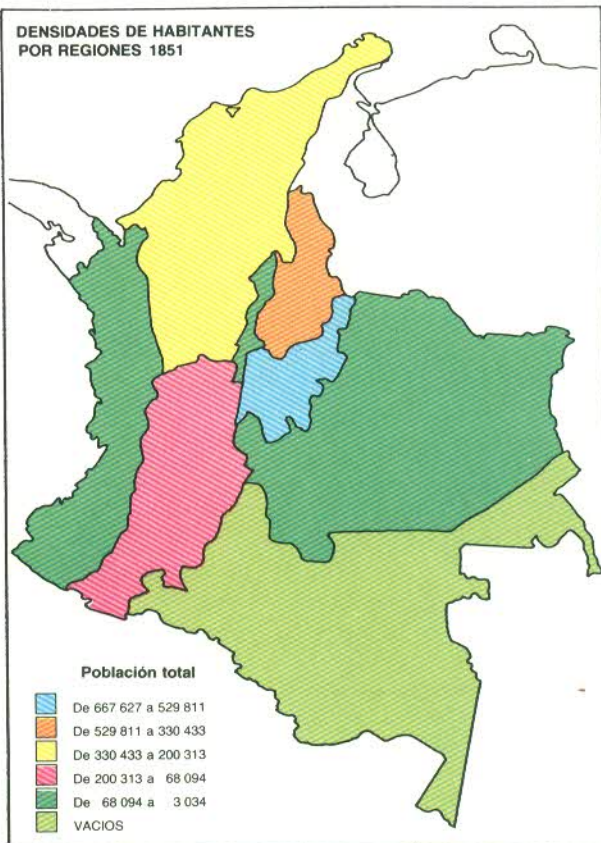 DENSIDADES DE HABITANTES
POR REGIONES 1851
Población total
De 667 627 a 529 811
De 529 811 a 330 433
De 330 433 a 200 313
De 200 313 a 68 094
De 68 094 a 3 034
VACIOS